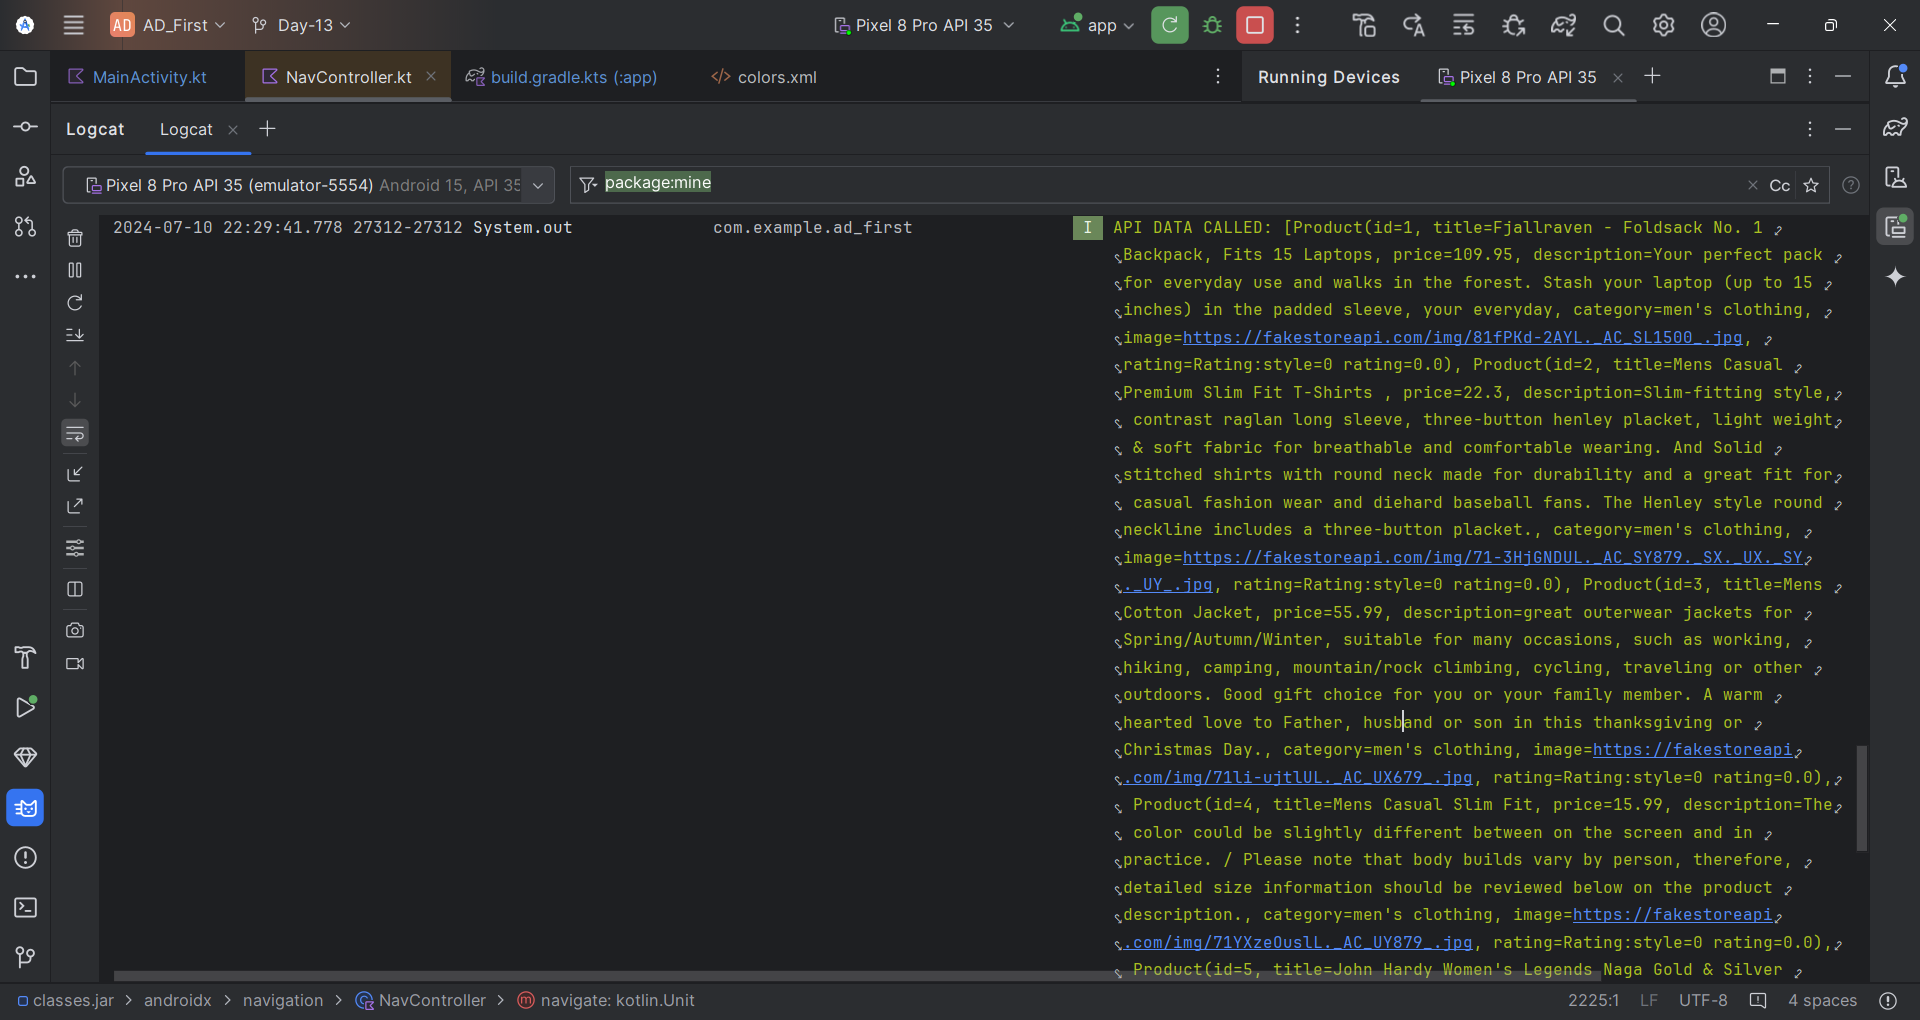 AD AD_First Day-13 Pixel 8 Pro API 35 app
MainActivity.kt NavController.kt build.gradle.kts (:app) colors.xml Running Devices Pixel 8 Pro API 35
Logcat Logcat
Pixel 8 Pro API 35 (emulator-5554) Android 15, API 35 package:mine Cc
2024-07-10 22:29:41.778 27312-27312 System.out com.example.ad_first I API DATA CALLED: [Product(id=1, title=Fjallraven - Foldsack No. 1
Backpack, Fits 15 Laptops, price=109.95, description=Your perfect pack
for everyday use and walks in the forest. Stash your laptop (up to 15
inches) in the padded sleeve, your everyday, category=men's clothing,
image=https://fakestoreapi.com/img/81fPKd-2AYL._AC_SL1500_.jpg,
rating=Rating:style=0 rating=0.0), Product(id=2, title=Mens Casual
Premium Slim Fit T-Shirts , price=22.3, description=Slim-fitting style,
contrast raglan long sleeve, three-button henley placket, light weight
& soft fabric for breathable and comfortable wearing. And Solid
stitched shirts with round neck made for durability and a great fit for
casual fashion wear and diehard baseball fans. The Henley style round
neckline includes a three-button placket., category=men's clothing,
image=https://fakestoreapi.com/img/71-3HjGNDUL._AC_SY879._SX._UX._SY
._UY_.jpg, rating=Rating:style=0 rating=0.0), Product(id=3, title=Mens
Cotton Jacket, price=55.99, description=great outerwear jackets for
Spring/Autumn/Winter, suitable for many occasions, such as working,
hiking, camping, mountain/rock climbing, cycling, traveling or other
outdoors. Good gift choice for you or your family member. A warm
hearted love to Father, husband or son in this thanksgiving or
Christmas Day., category=men's clothing, image=https://fakestoreapi
.com/img/71li-ujtlUL._AC_UX679_.jpg, rating=Rating:style=0 rating=0.0),
Product(id=4, title=Mens Casual Slim Fit, price=15.99, description=The
color could be slightly different between on the screen and in
practice. / Please note that body builds vary by person, therefore,
detailed size information should be reviewed below on the product
description., category=men's clothing, image=https://fakestoreapi
.com/img/71YXzeOuslL._AC_UY879_.jpg, rating=Rating:style=0 rating=0.0),
Product(id=5, title=John Hardy Women's Legends Naga Gold & Silver
classes.jar > androidx > navigation > NavController > navigate: kotlin.Unit 2225:1 LF UTF-8 4 spaces